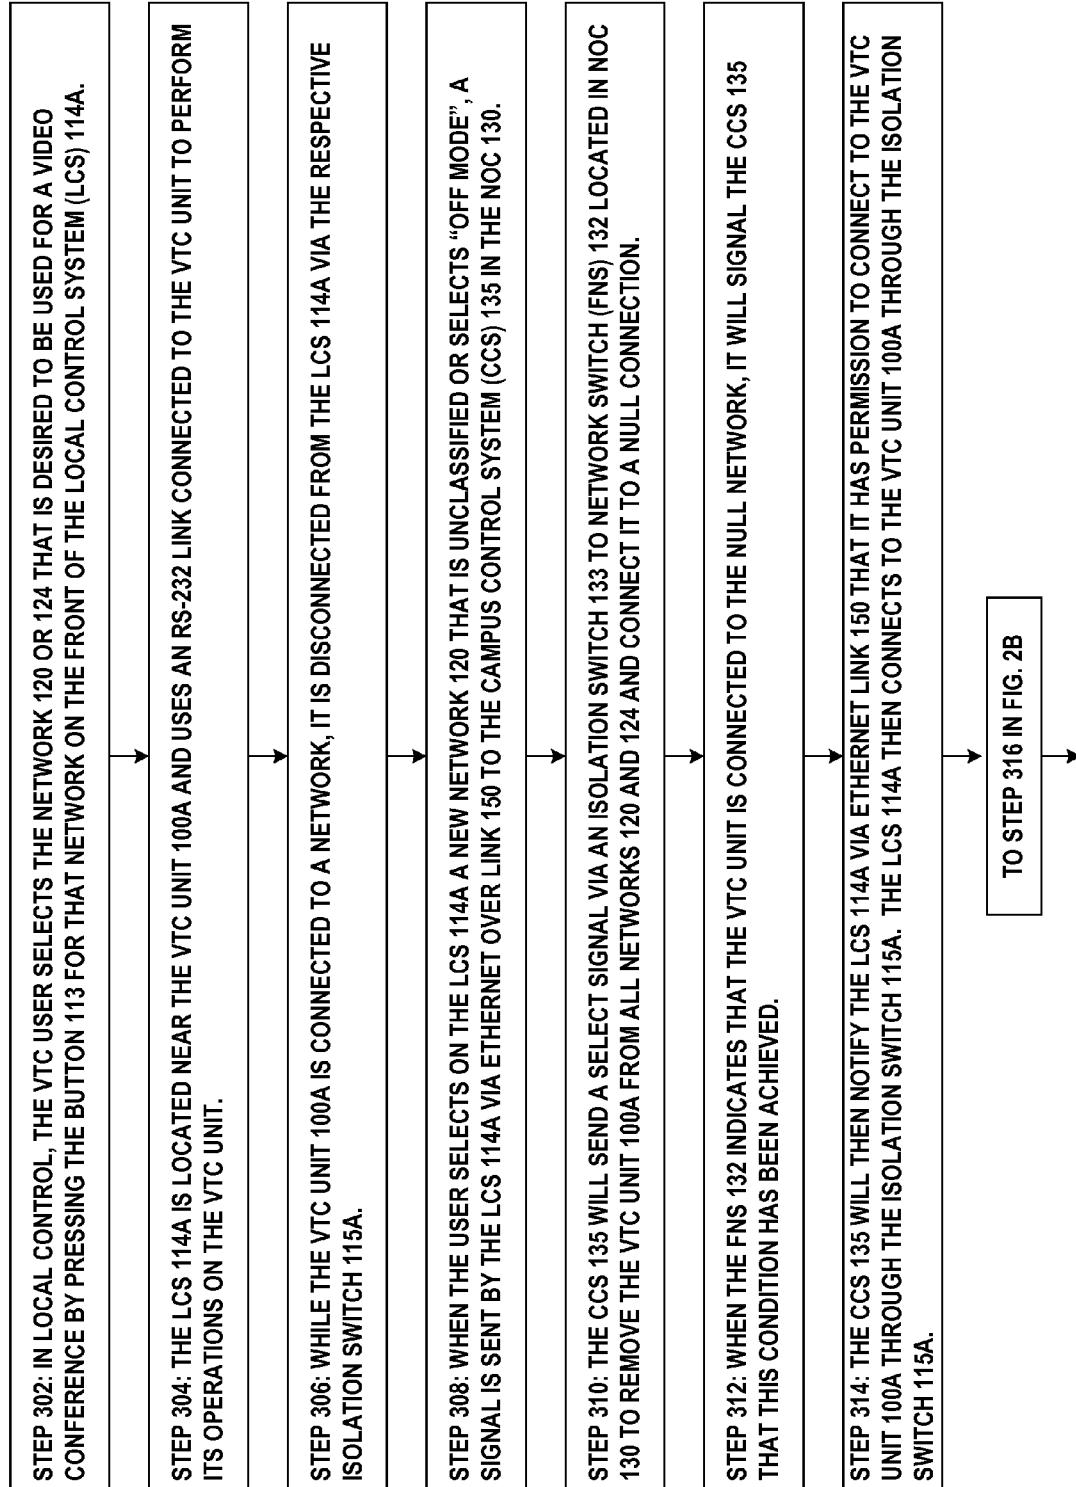 STEP 302: IN LOCAL CONTROL, THE VTC USER SELECTS THE NETWORK 120 OR 124 THAT IS DESIRED TO BE USED FOR A VIDEO
CONFERENCE BY PRESSING THE BUTTON 113 FOR THAT NETWORK ON THE FRONT OF THE LOCAL CONTROL SYSTEM (LCS) 114A.
STEP 304: THE LCS 114A IS LOCATED NEAR THE VTC UNIT 100A AND USES AN RS-232 LINK CONNECTED TO THE VTC UNIT TO PERFORM
ITS OPERATIONS ON THE VTC UNIT.
STEP 306: WHILE THE VTC UNIT 100A IS CONNECTED TO A NETWORK, IT IS DISCONNECTED FROM THE LCS 114A VIA THE RESPECTIVE
ISOLATION SWITCH 115A.
STEP 308: WHEN THE USER SELECTS ON THE LCS 114A A NEW NETWORK 120 THAT IS UNCLASSIFIED OR SELECTS "OFF MODE", A
SIGNAL IS SENT BY THE LCS 114A VIA ETHERNET OVER LINK 150 TO THE CAMPUS CONTROL SYSTEM (CCS) 135 IN THE NOC 130.
STEP 310: THE CCS 135 WILL SEND A SELECT SIGNAL VIA AN ISOLATION SWITCH 133 TO NETWORK SWITCH (FNS) 132 LOCATED IN NOC
130 TO REMOVE THE VTC UNIT 100A FROM ALL NETWORKS 120 AND 124 AND CONNECT IT TO A NULL CONNECTION.
STEP 312: WHEN THE FNS 132 INDICATES THAT THE VTC UNIT IS CONNECTED TO THE NULL NETWORK, IT WILL SIGNAL THE CCS 135
THAT THIS CONDITION HAS BEEN ACHIEVED.
STEP 314: THE CCS 135 WILL THEN NOTIFY THE LCS 114A VIA ETHERNET LINK 150 THAT IT HAS PERMISSION TO CONNECT TO THE VTC
UNIT 100A THROUGH THE ISOLATION SWITCH 115A. THE LCS 114A THEN CONNECTS TO THE VTC UNIT 100A THROUGH THE ISOLATION
SWITCH 115A.
TO STEP 316 IN FIG. 2B